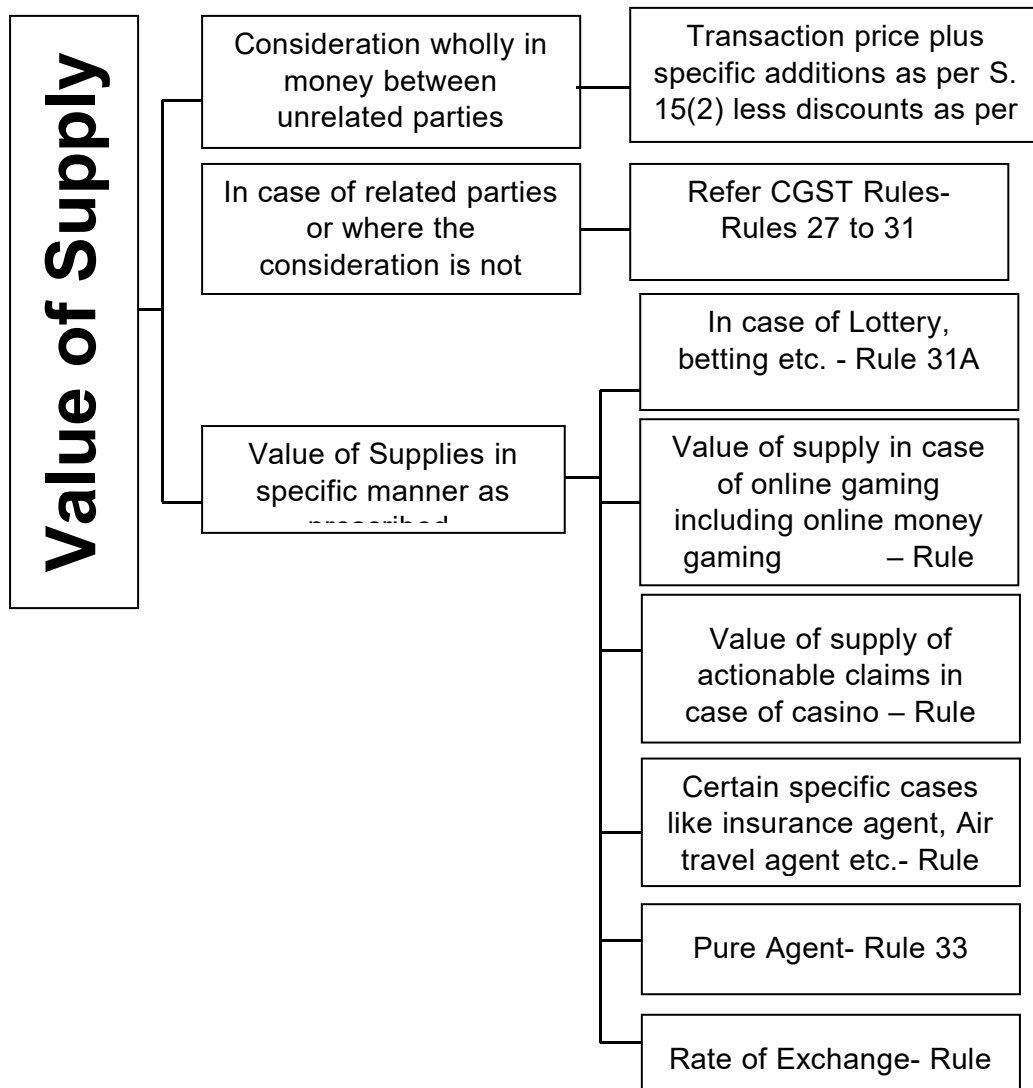 Value of Supply
Consideration wholly in
money between
unrelated parties
Transaction price plus
specific additions as per S.
15(2) less discounts as per
In case of related parties
or where the
consideration is not
Refer CGST Rules-
Rules 27 to 31
Value of Supplies in
specific manner as
prescribed
In case of Lottery,
betting etc. - Rule 31A
Value of supply in case
of online gaming
including online money
gaming – Rule
Value of supply of
actionable claims in
case of casino – Rule
Certain specific cases
like insurance agent, Air
travel agent etc.- Rule
Pure Agent- Rule 33
Rate of Exchange- Rule